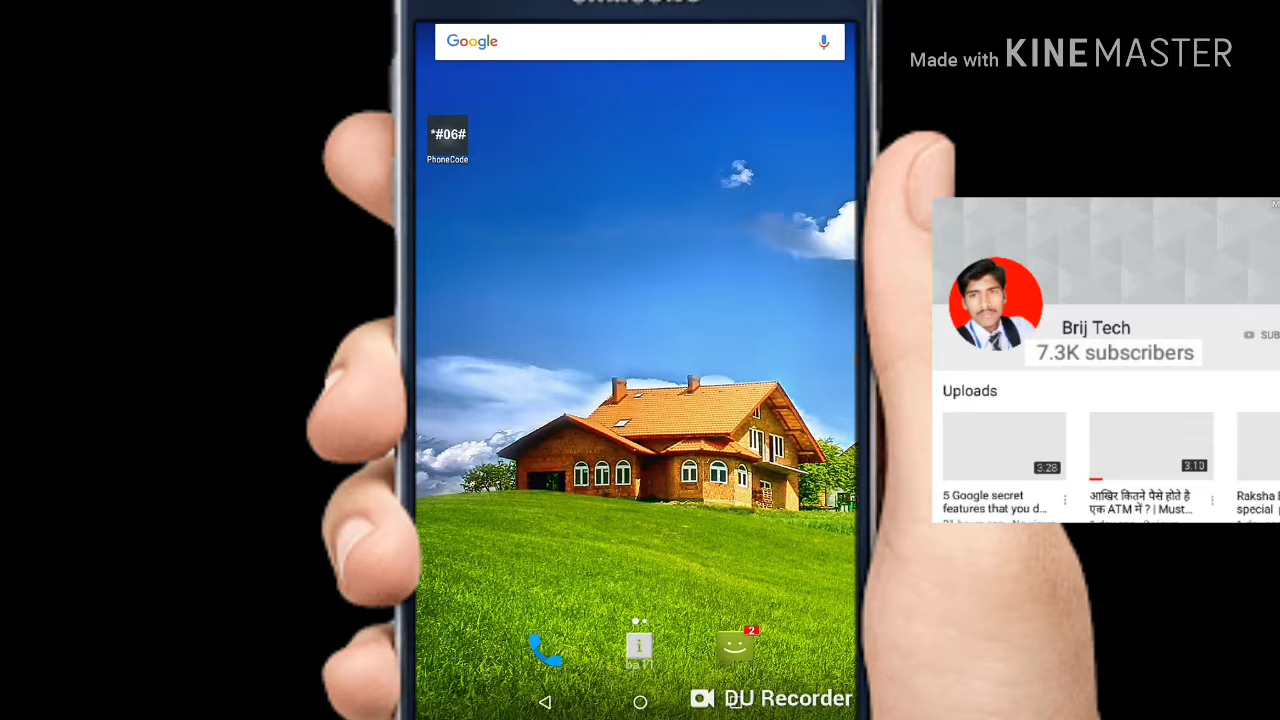 Google
Made with KINEMASTER
*#06#
PhoneCode
Brij Tech
SUB
7.3K subscribers
Uploads
3:28
3:10
5 Google secret
features that you d...
आखिर कितने पैसे होते है
एक ATM में ? | Must...
Raksha
special
2
DU Recorder